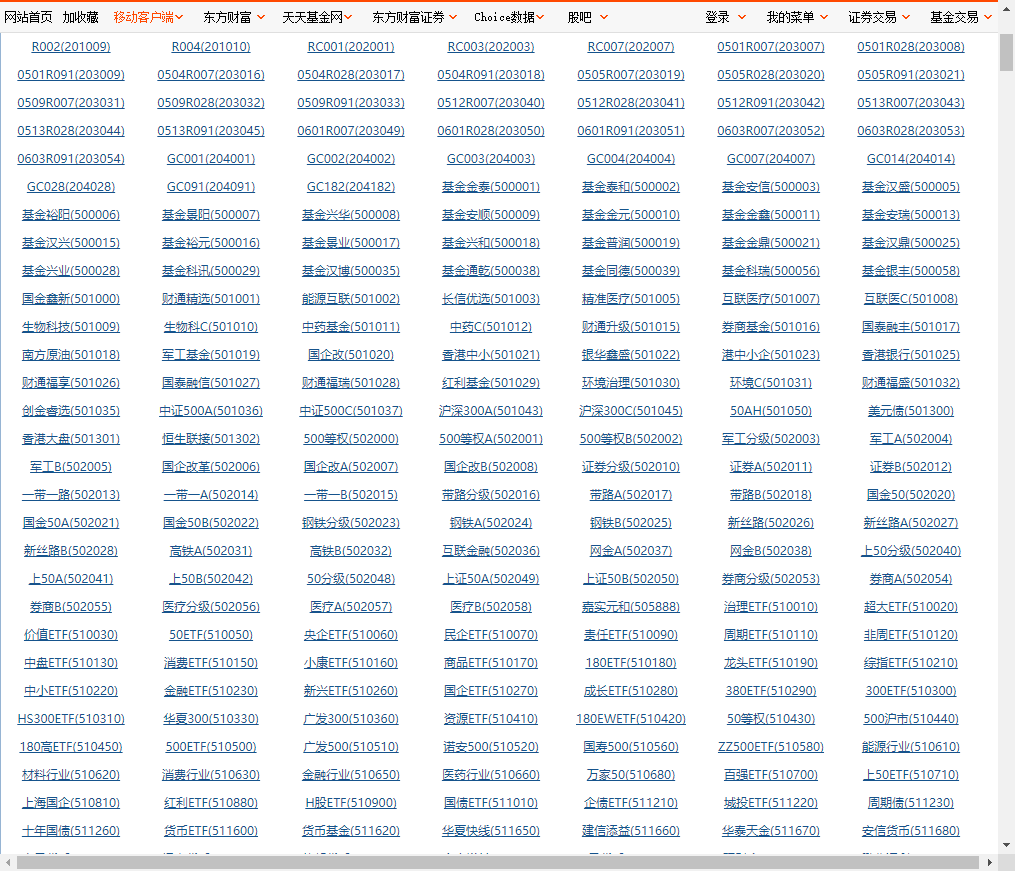 网站首页 加收藏 移动客户端 东方财富 天天基金网 东方财富证券 Choice数据 股吧 登录 我的菜单 证券交易 基金交易
R002(201009) R004(201010) RC001(202001) RC003(202003) RC007(202007) 0501R007(203007) 0501R028(203008)
0501R091(203009) 0504R007(203016) 0504R028(203017) 0504R091(203018) 0505R007(203019) 0505R028(203020) 0505R091(203021)
0509R007(203031) 0509R028(203032) 0509R091(203033) 0512R007(203040) 0512R028(203041) 0512R091(203042) 0513R007(203043)
0513R028(203044) 0513R091(203045) 0601R007(203049) 0601R028(203050) 0601R091(203051) 0603R007(203052) 0603R028(203053)
0603R091(203054) GC001(204001) GC002(204002) GC003(204003) GC004(204004) GC007(204007) GC014(204014)
GC028(204028) GC091(204091) GC182(204182) 基金金泰(500001) 基金泰和(500002) 基金安信(500003) 基金汉盛(500005)
基金裕阳(500006) 基金景阳(500007) 基金兴华(500008) 基金安顺(500009) 基金金元(500010) 基金金鑫(500011) 基金安瑞(500013)
基金汉兴(500015) 基金裕元(500016) 基金景业(500017) 基金兴和(500018) 基金普润(500019) 基金金鼎(500021) 基金汉鼎(500025)
基金兴业(500028) 基金科讯(500029) 基金汉博(500035) 基金通乾(500038) 基金同德(500039) 基金科瑞(500056) 基金银丰(500058)
国金鑫新(501000) 财通精选(501001) 能源互联(501002) 长信优选(501003) 精准医疗(501005) 互联医疗(501007) 互联医C(501008)
生物科技(501009) 生物科C(501010) 中药基金(501011) 中药C(501012) 财通升级(501015) 券商基金(501016) 国泰融丰(501017)
南方原油(501018) 军工基金(501019) 国企改(501020) 香港中小(501021) 银华鑫盛(501022) 港中小企(501023) 香港银行(501025)
财通福享(501026) 国泰融信(501027) 财通福瑞(501028) 红利基金(501029) 环境治理(501030) 环境C(501031) 财通福盛(501032)
创金睿选(501035) 中证500A(501036) 中证500C(501037) 沪深300A(501043) 沪深300C(501045) 50AH(501050) 美元债(501300)
香港大盘(501301) 恒生联接(501302) 500等权(502000) 500等权A(502001) 500等权B(502002) 军工分级(502003) 军工A(502004)
军工B(502005) 国企改革(502006) 国企改A(502007) 国企改B(502008) 证券分级(502010) 证券A(502011) 证券B(502012)
一带一路(502013) 一带一A(502014) 一带一B(502015) 带路分级(502016) 带路A(502017) 带路B(502018) 国金50(502020)
国金50A(502021) 国金50B(502022) 钢铁分级(502023) 钢铁A(502024) 钢铁B(502025) 新丝路(502026) 新丝路A(502027)
新丝路B(502028) 高铁A(502031) 高铁B(502032) 互联金融(502036) 网金A(502037) 网金B(502038) 上50分级(502040)
上50A(502041) 上50B(502042) 50分级(502048) 上证50A(502049) 上证50B(502050) 券商分级(502053) 券商A(502054)
券商B(502055) 医疗分级(502056) 医疗A(502057) 医疗B(502058) 嘉实元和(505888) 治理ETF(510010) 超大ETF(510020)
价值ETF(510030) 50ETF(510050) 央企ETF(510060) 民企ETF(510070) 责任ETF(510090) 周期ETF(510110) 非周ETF(510120)
中盘ETF(510130) 消费ETF(510150) 小康ETF(510160) 商品ETF(510170) 180ETF(510180) 龙头ETF(510190) 综指ETF(510210)
中小ETF(510220) 金融ETF(510230) 新兴ETF(510260) 国企ETF(510270) 成长ETF(510280) 380ETF(510290) 300ETF(510300)
HS300ETF(510310) 华夏300(510330) 广发300(510360) 资源ETF(510410) 180EWETF(510420) 50等权(510430) 500沪市(510440)
180高ETF(510450) 500ETF(510500) 广发500(510510) 诺安500(510520) 国寿500(510560) ZZ500ETF(510580) 能源行业(510610)
材料行业(510620) 消费行业(510630) 金融行业(510650) 医药行业(510660) 万家50(510680) 百强ETF(510700) 上50ETF(510710)
上海国企(510810) 红利ETF(510880) H股ETF(510900) 国债ETF(511010) 企债ETF(511210) 城投ETF(511220) 周期债(511230)
十年国债(511260) 货币ETF(511600) 货币基金(511620) 华夏快线(511650) 建信添益(511660) 华泰天金(511670) 安信货币(511680)